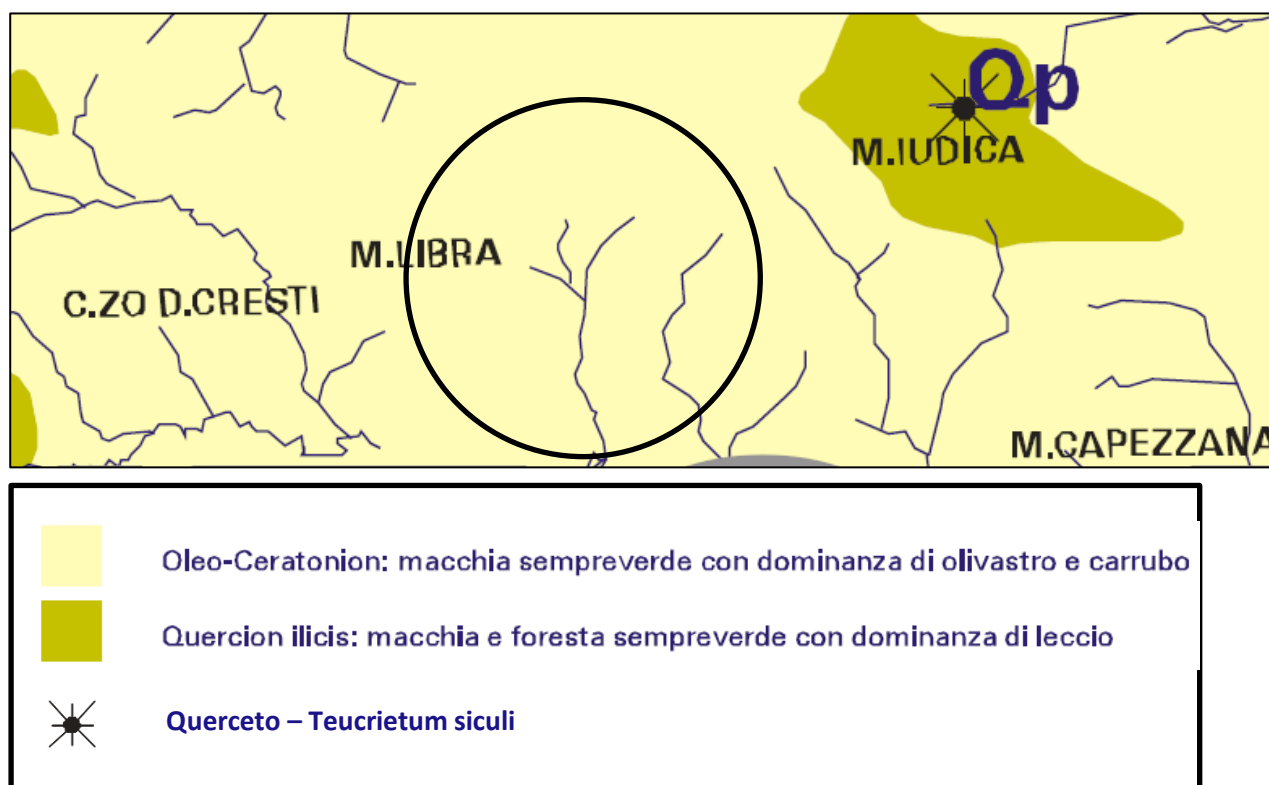 Qp
M.IUDICA
M.LIBRA
C.ZO D.CRESTI
M.CAPEZZANA
Oleo-Ceratonion: macchia sempreverde con dominanza di olivastro e carrubo
Quercion ilicis: macchia e foresta sempreverde con dominanza di leccio
Querceto – Teucrietum siculi